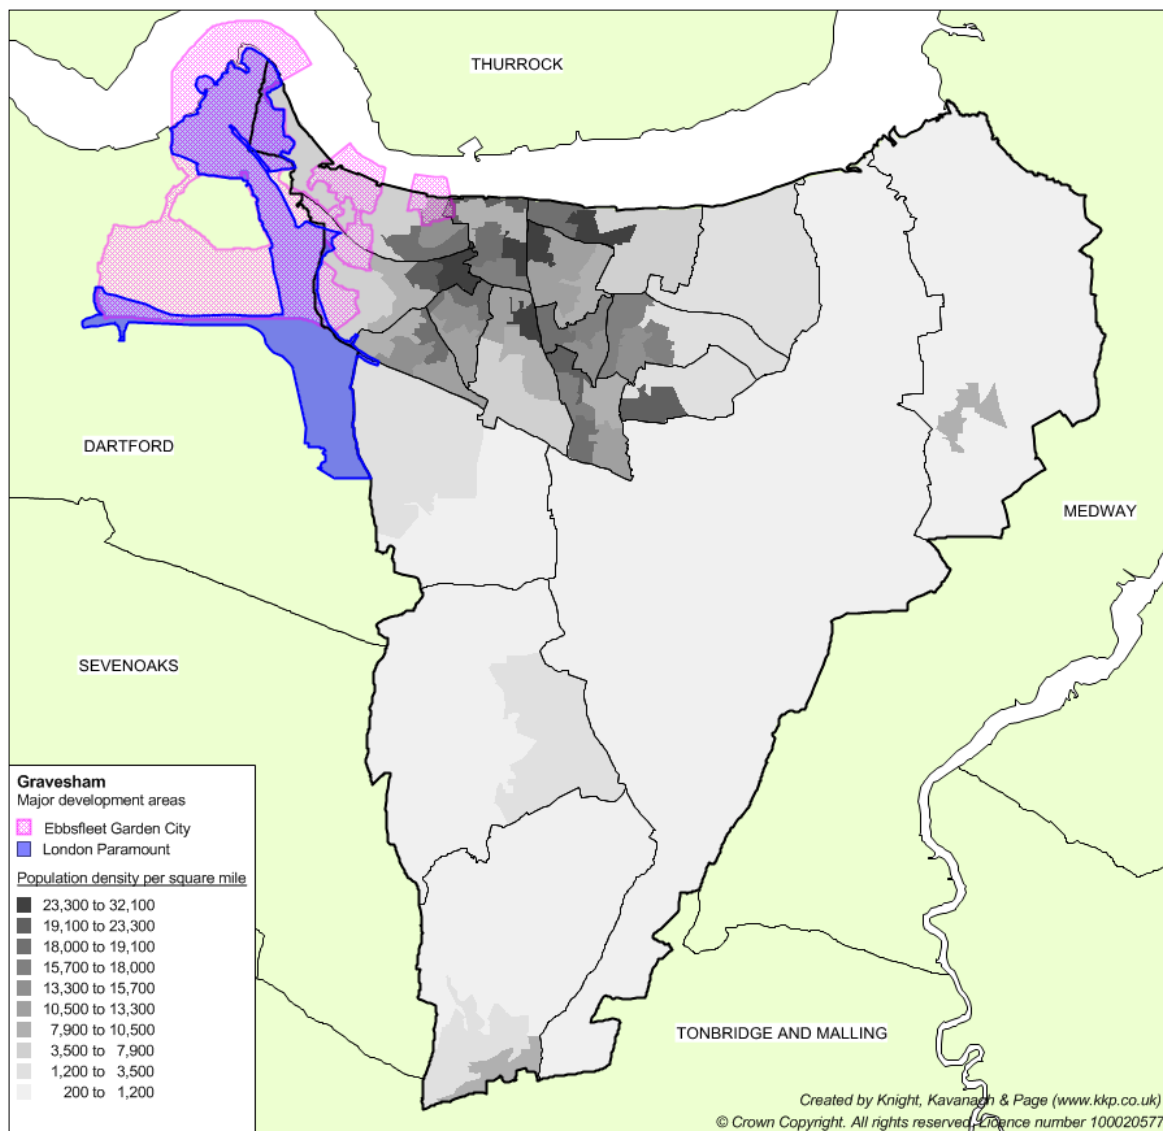 THURROCK
DARTFORD
MEDWAY
SEVENOAKS
TONBRIDGE AND MALLING
Gravesham
Major development areas
Ebbsfleet Garden City
London Paramount
Population density per square mile
23,300 to 32,100
19,100 to 23,300
18,000 to 19,100
15,700 to 18,000
13,300 to 15,700
10,500 to 13,300
7,900 to 10,500
3,500 to 7,900
1,200 to 3,500
200 to 1,200
Created by Knight, Kavanagh & Page (www.kkp.co.uk)
© Crown Copyright. All rights reserved. Licence number 100020577